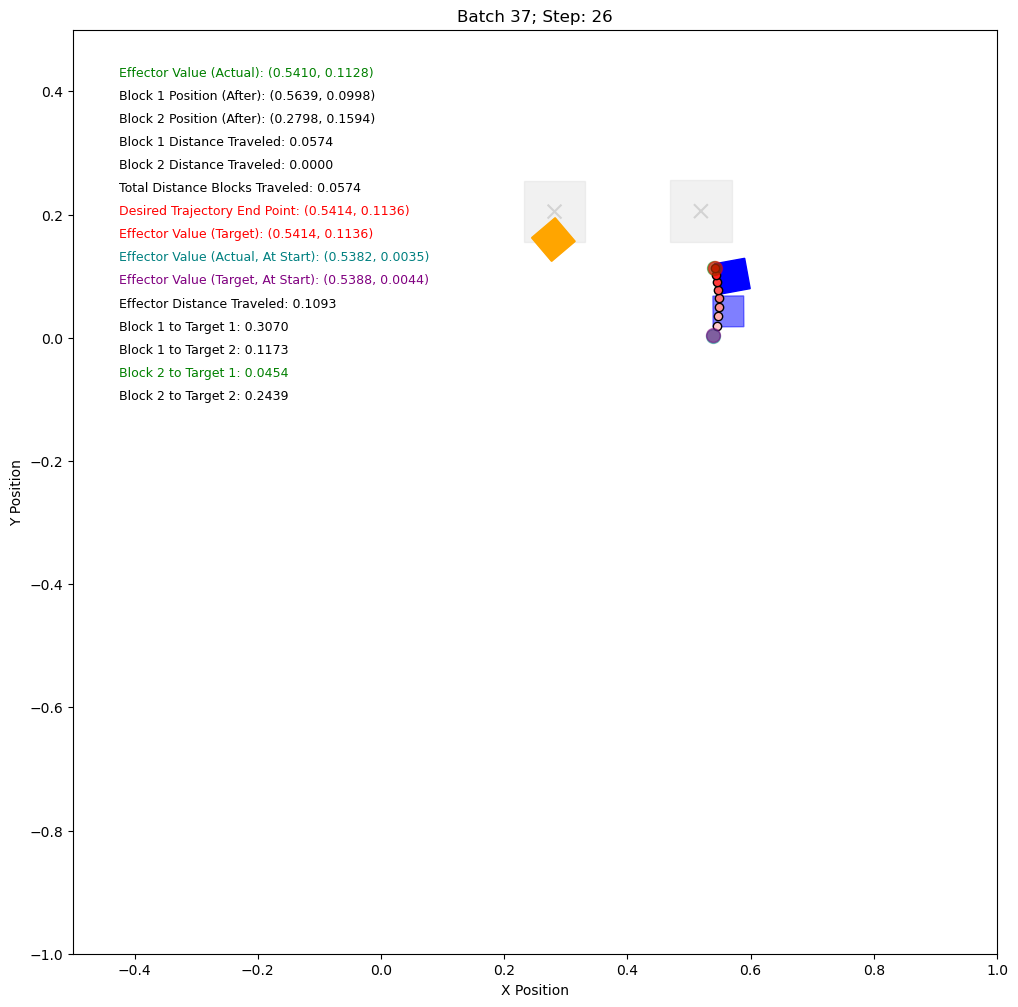 Batch 37; Step: 26
Effector Value (Actual): (0.5410, 0.1128)
Block 1 Position (After): (0.5639, 0.0998)
Block 2 Position (After): (0.2798, 0.1594)
Block 1 Distance Traveled: 0.0574
Block 2 Distance Traveled: 0.0000
Total Distance Blocks Traveled: 0.0574
Desired Trajectory End Point: (0.5414, 0.1136)
Effector Value (Target): (0.5414, 0.1136)
Effector Value (Actual, At Start): (0.5382, 0.0035)
Effector Value (Target, At Start): (0.5388, 0.0044)
Effector Distance Traveled: 0.1093
Block 1 to Target 1: 0.3070
Block 1 to Target 2: 0.1173
Block 2 to Target 1: 0.0454
Block 2 to Target 2: 0.2439
Y Position
0.4
0.2
0.0
−0.2
−0.4
−0.6
−0.8
−1.0
−0.4 −0.2 0.0 0.2 0.4 0.6 0.8 1.0
X Position